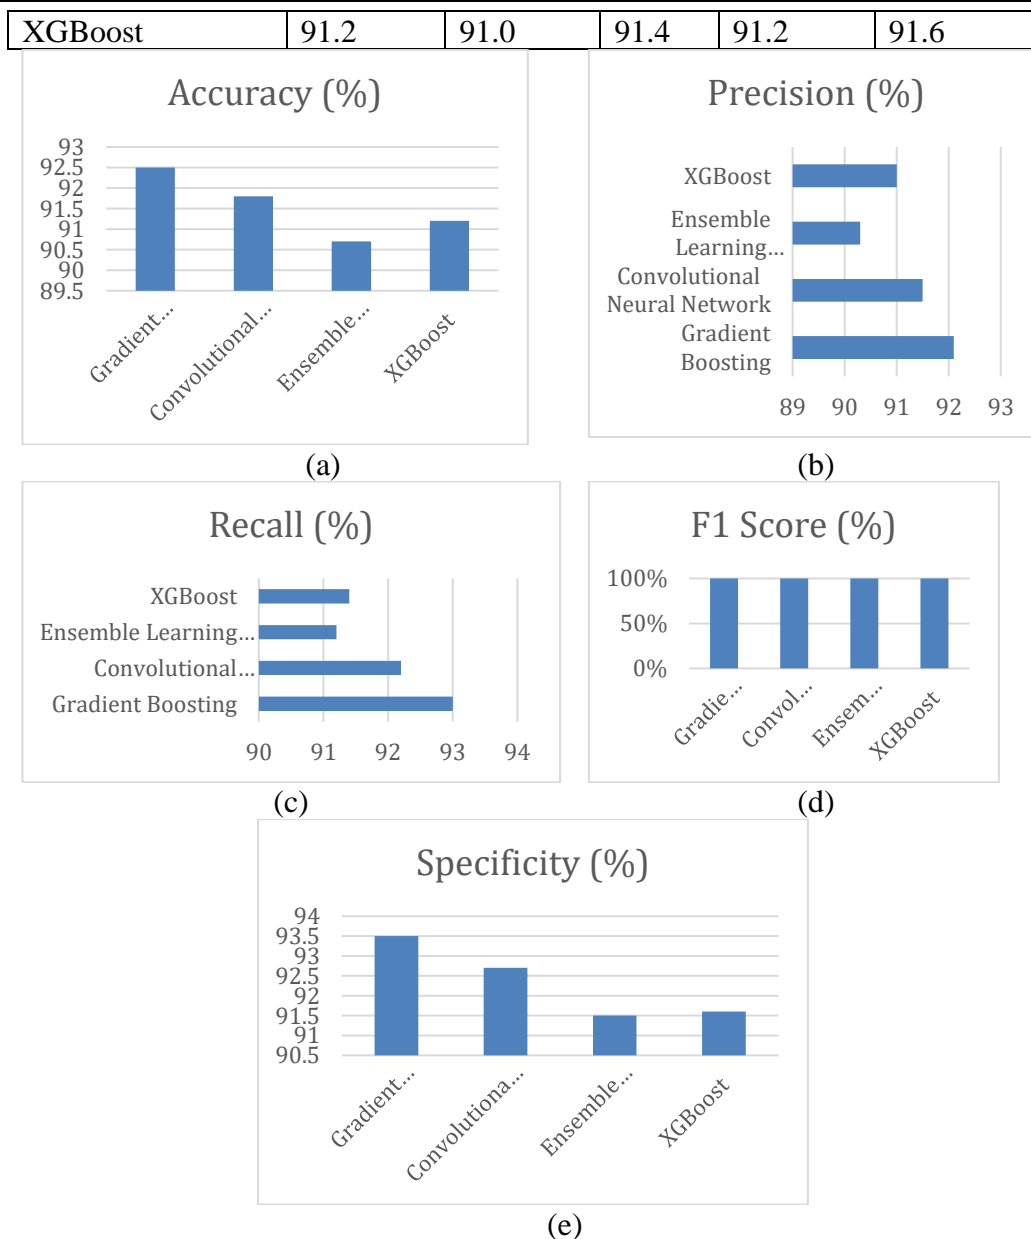 XGBoost 91.2 91.0 91.4 91.2 91.6
Accuracy (%)
93
92.5
92
91.5
91
90.5
90
89.5
Gradient...
Convolutional...
Ensemble...
XGBoost
(a)
Precision (%)
XGBoost
Ensemble
Learning...
Convolutional
Neural Network
Gradient
Boosting
89 90 91 92 93
(b)
Recall (%)
XGBoost
Ensemble Learning...
Convolutional...
Gradient Boosting
90 91 92 93 94
(c)
F1 Score (%)
100%
50%
0%
Gradie...
Convol...
Ensem...
XGBoost
(d)
Specificity (%)
94
93.5
93
92.5
92
91.5
91
90.5
Gradient...
Convolutiona...
Ensemble...
XGBoost
(e)